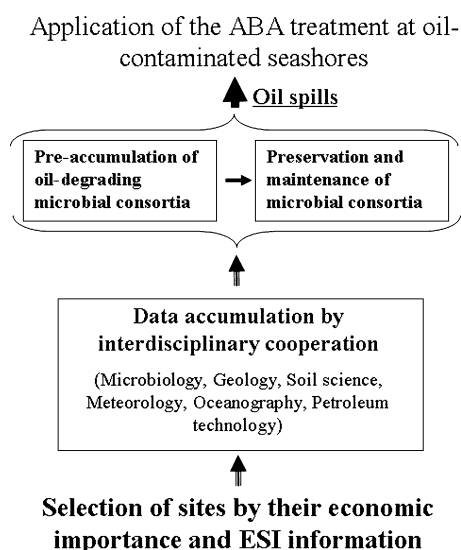 Application of the ABA treatment at oil-
contaminated seashores
Oil spills
Pre-accumulation of
oil-degrading
microbial consortia
Preservation and
maintenance of
microbial consortia
Data accumulation by
interdisciplinary cooperation
(Microbiology, Geology, Soil science,
Meteorology, Oceanography, Petroleum
technology)
Selection of sites by their economic
importance and ESI information